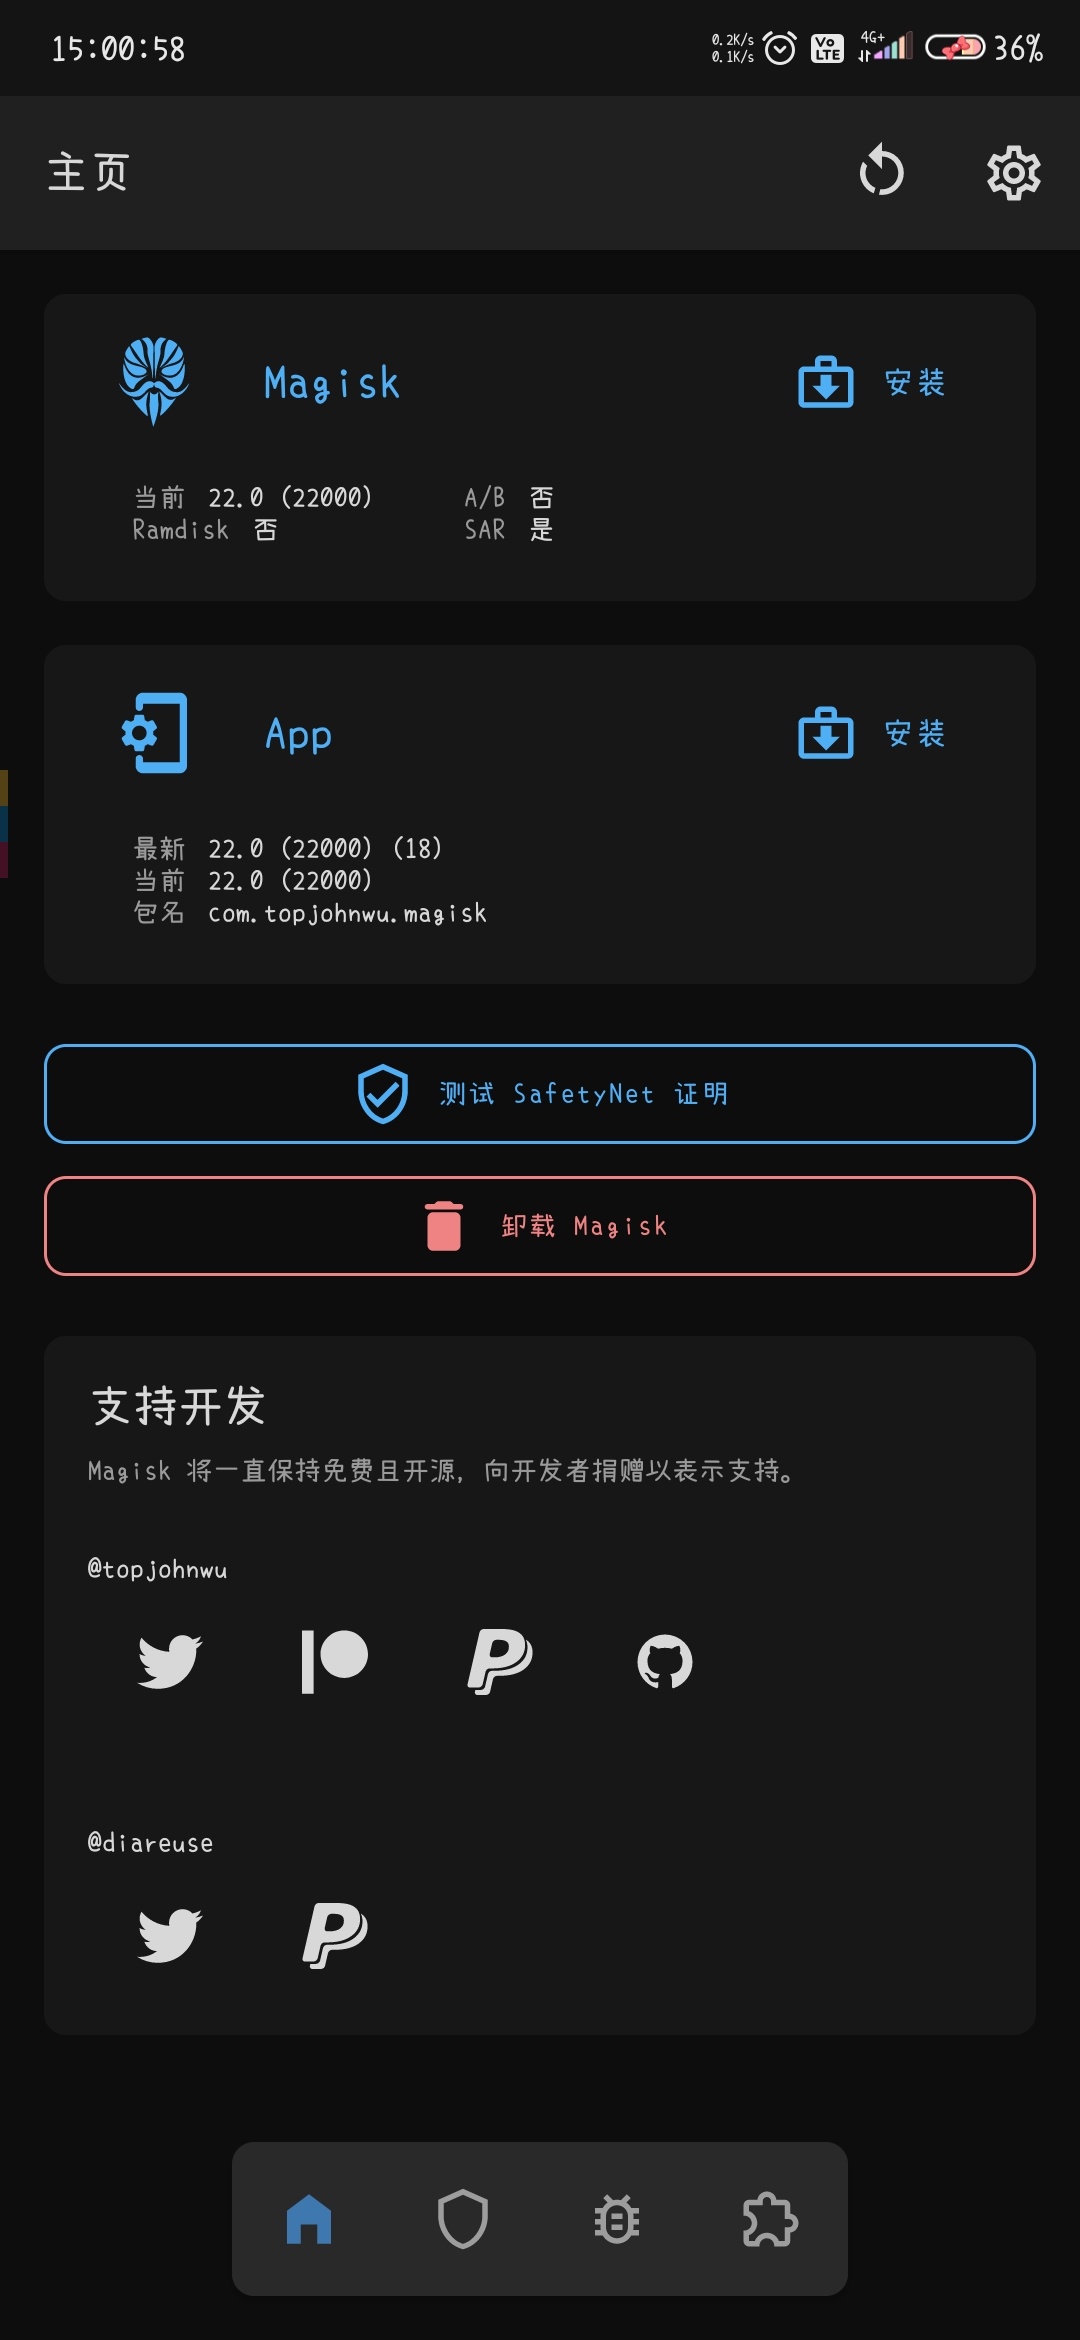 15:00:58
0.2K/s
0.1K/s
Vo
LTE
4G+
36%
主页
Magisk
安装
当前 22.0 (22000)
A/B 否
Ramdisk 否
SAR 是
App
安装
最新 22.0 (22000) (18)
当前 22.0 (22000)
包名 com.topjohnwu.magisk
测试 SafetyNet 证明
卸载 Magisk
支持开发
Magisk 将一直保持免费且开源，向开发者捐赠以表示支持。
@topjohnwu
@diareuse